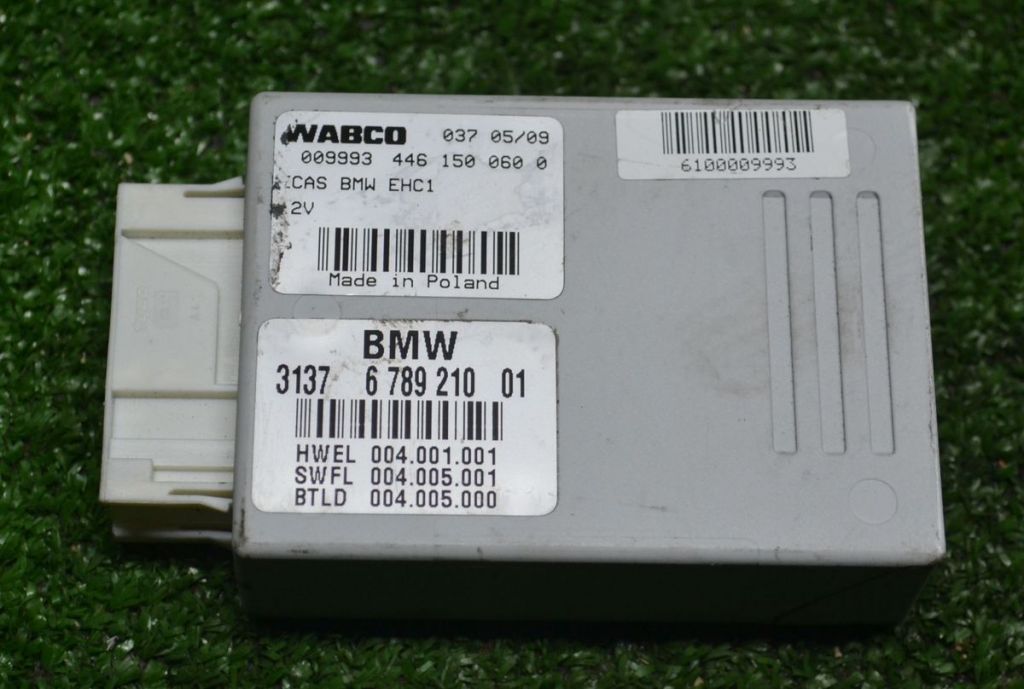 WABCO 037 05/09
009993 446 150 060 0
CAS BMW EHC1
2V
Made in Poland
6100009993
BMW
3137 6 789 210 01
HWEL 004.001.001
SWFL 004.005.001
BTLD 004.005.000